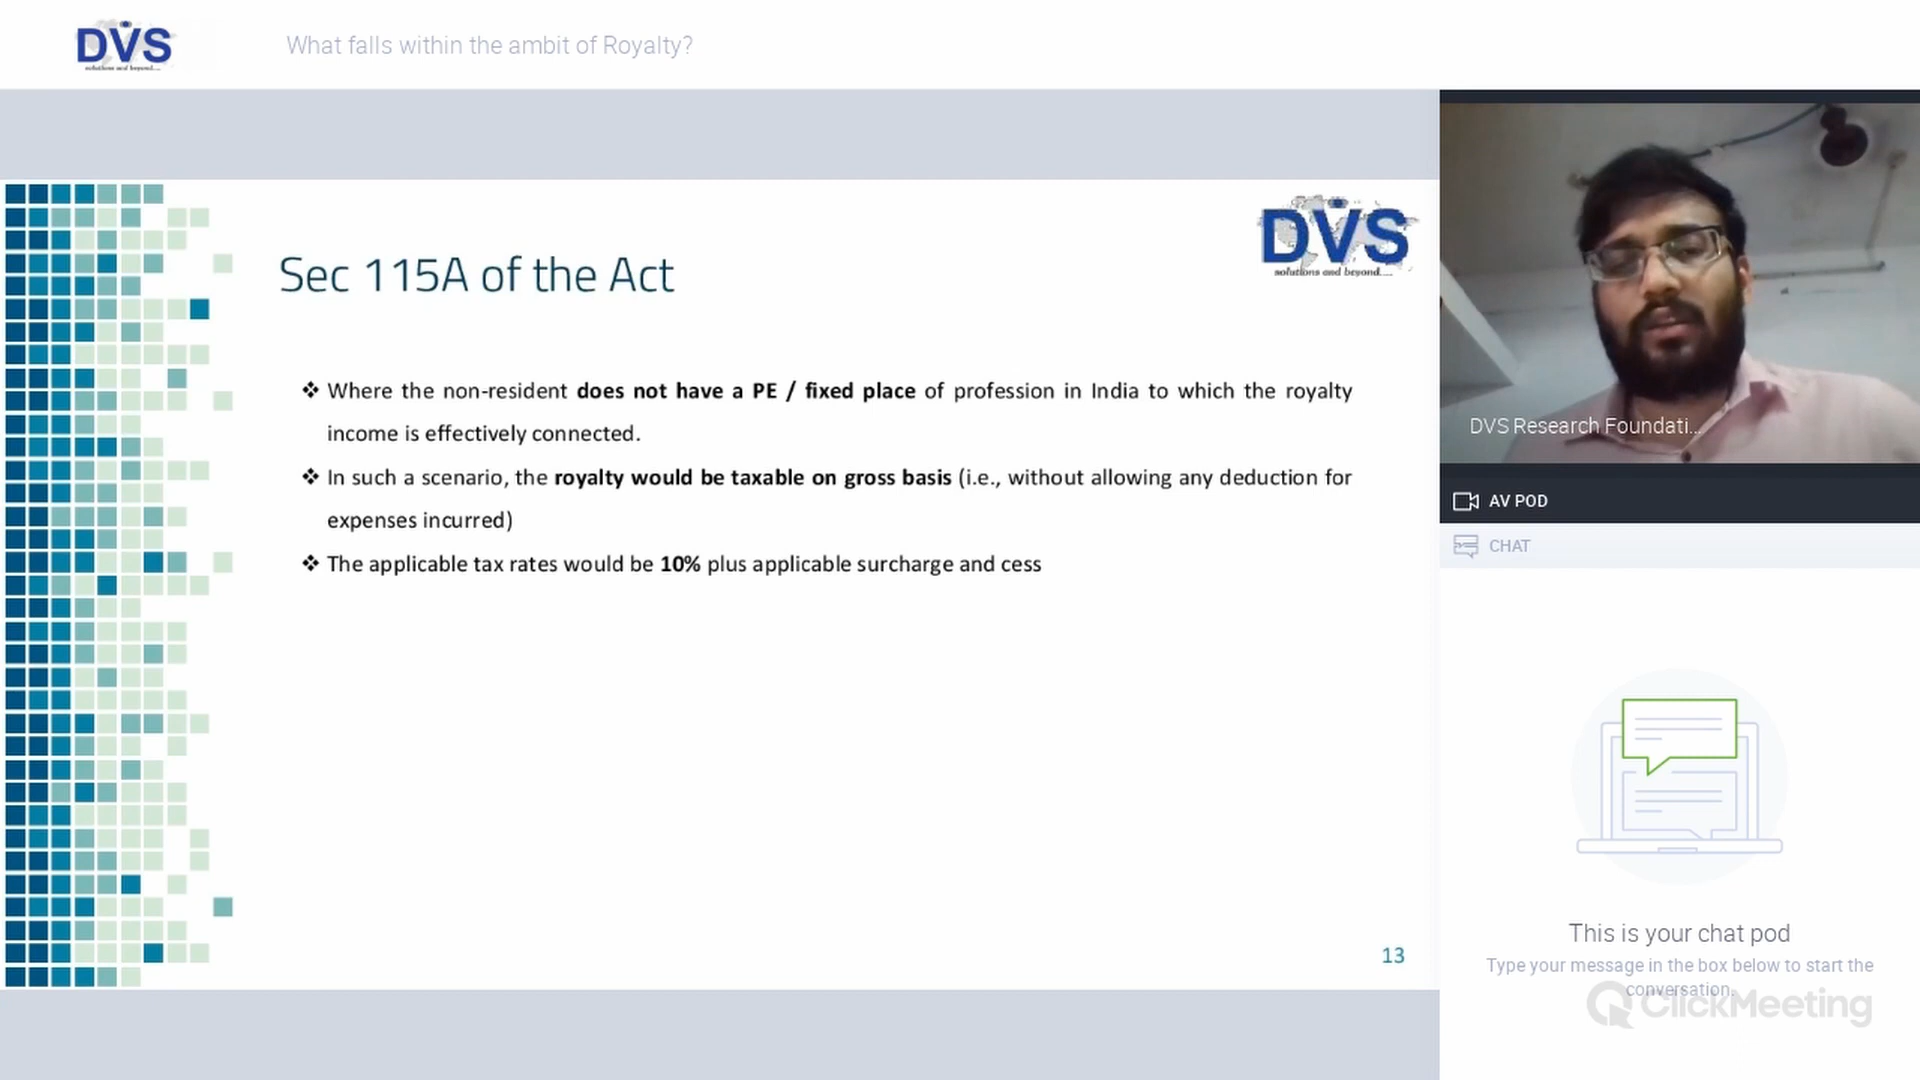 DVS
solutions and beyond....
What falls within the ambit of Royalty?
DVS
solutions and beyond....
Sec 115A of the Act
❖ Where the non-resident does not have a PE / fixed place of profession in India to which the royalty
income is effectively connected.
❖ In such a scenario, the royalty would be taxable on gross basis (i.e., without allowing any deduction for
expenses incurred)
❖ The applicable tax rates would be 10% plus applicable surcharge and cess
13
DVS Research Foundati...
AV POD
CHAT
This is your chat pod
Type your message in the box below to start the
conversation.
ClickMeeting